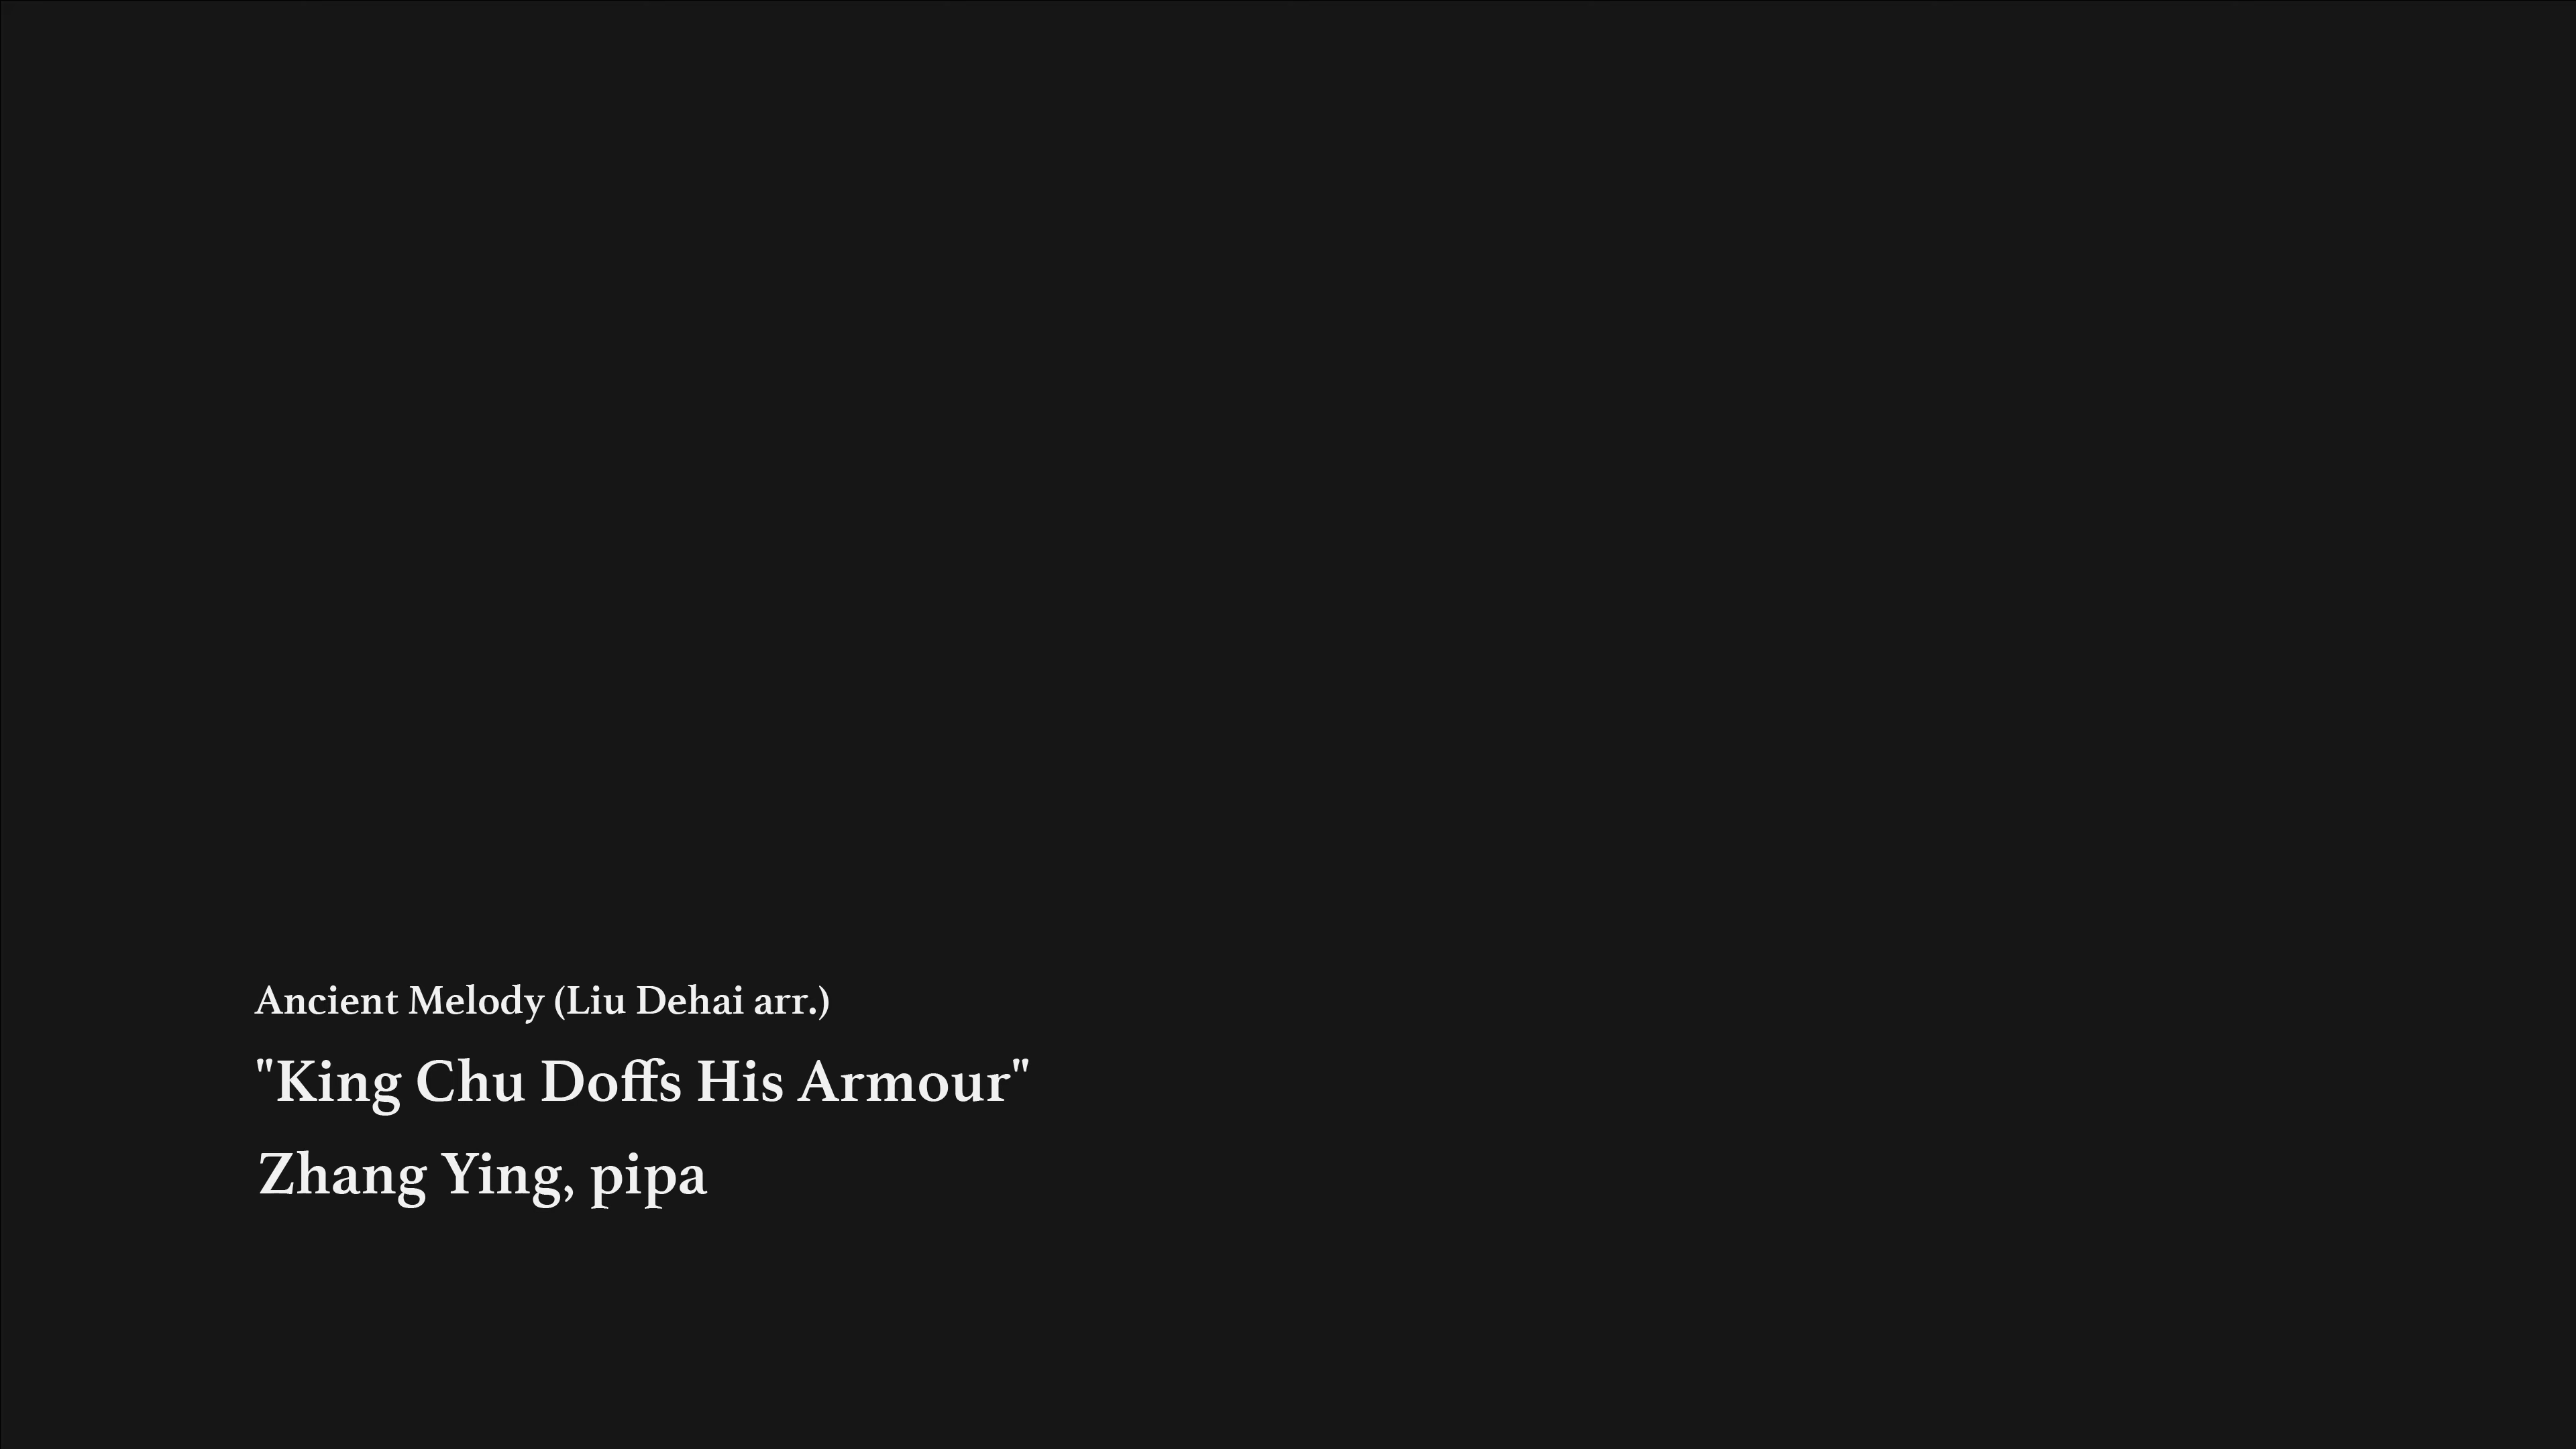 Ancient Melody (Liu Dehai arr.)
"King Chu Doffs His Armour"
Zhang Ying, pipa